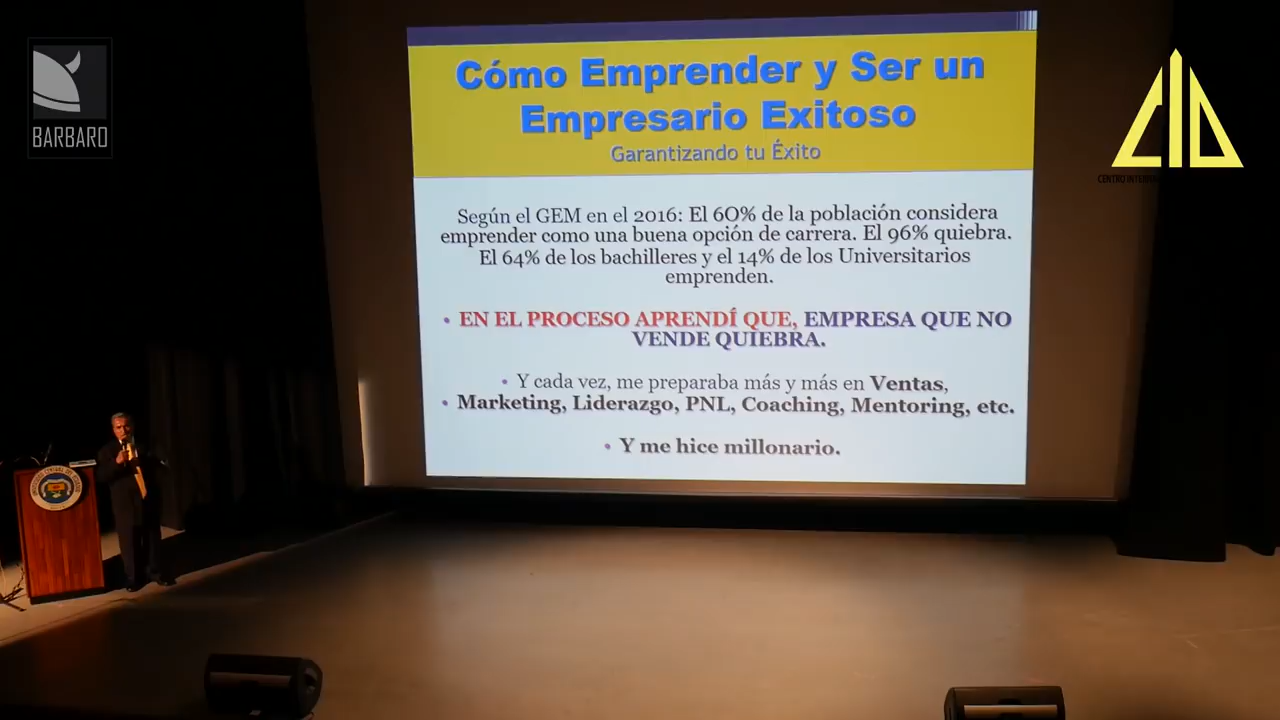 BARBARO
CID
Cómo Emprender y Ser un
Empresario Exitoso
Garantizando tu Éxito
Según el GEM en el 2016: El 60% de la población considera
emprender como una buena opción de carrera. El 96% quiebra.
El 64% de los bachilleres y el 14% de los Universitarios
emprenden.
• EN EL PROCESO APRENDÍ QUE, EMPRESA QUE NO
VENDE QUIEBRA.
• Y cada vez, me preparaba más y más en Ventas,
• Marketing, Liderazgo, PNL, Coaching, Mentoring, etc.
• Y me hice millonario.